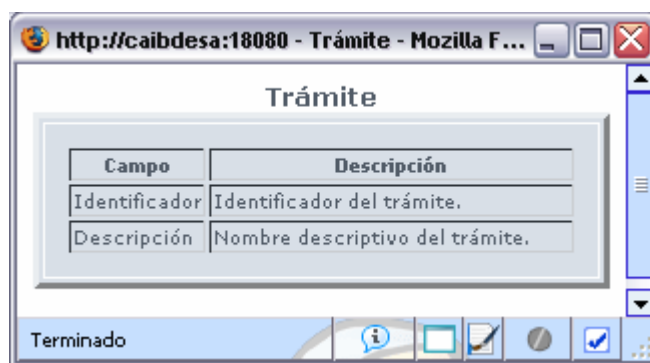 http://caibdesa:18080 - Trámite - Mozilla F...
Trámite
Campo Descripción
Identificador Identificador del trámite.
Descripción Nombre descriptivo del trámite.
Terminado